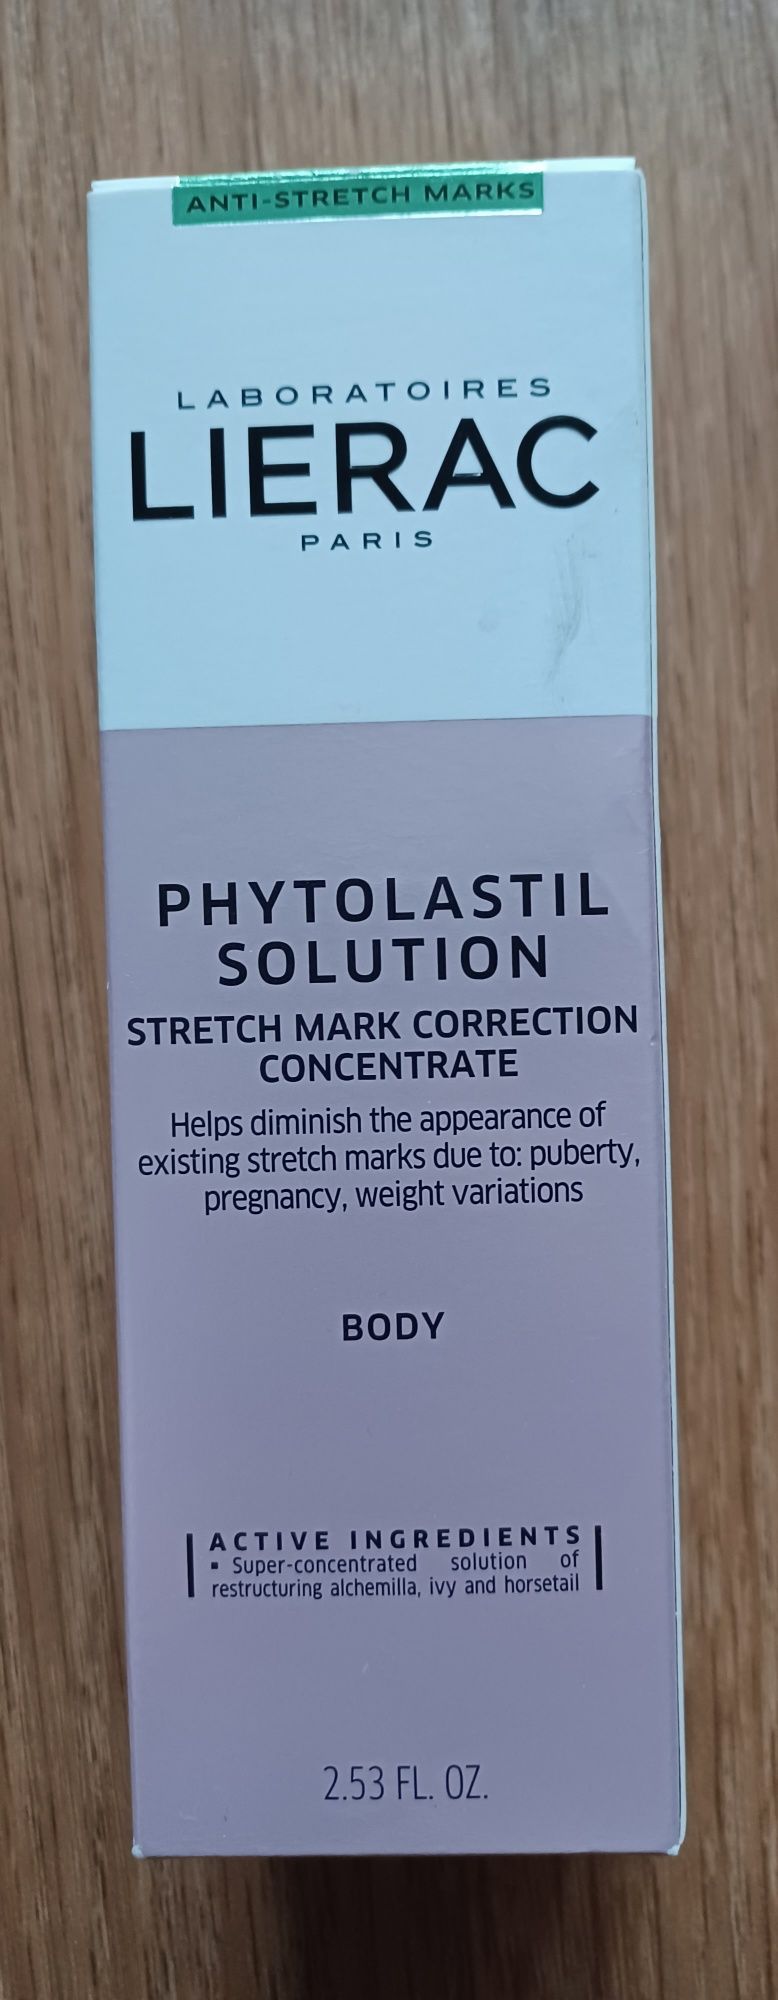 ANTI-STRETCH MARKS
LABORATOIRES
LIERAC
PARIS
PHYTOLASTIL
SOLUTION
STRETCH MARK CORRECTION
CONCENTRATE
Helps diminish the appearance of
existing stretch marks due to: puberty,
pregnancy, weight variations
BODY
ACTIVE INGREDIENTS
▪ Super-concentrated solution of
restructuring alchemilla, ivy and horsetail
2.53 FL. OZ.